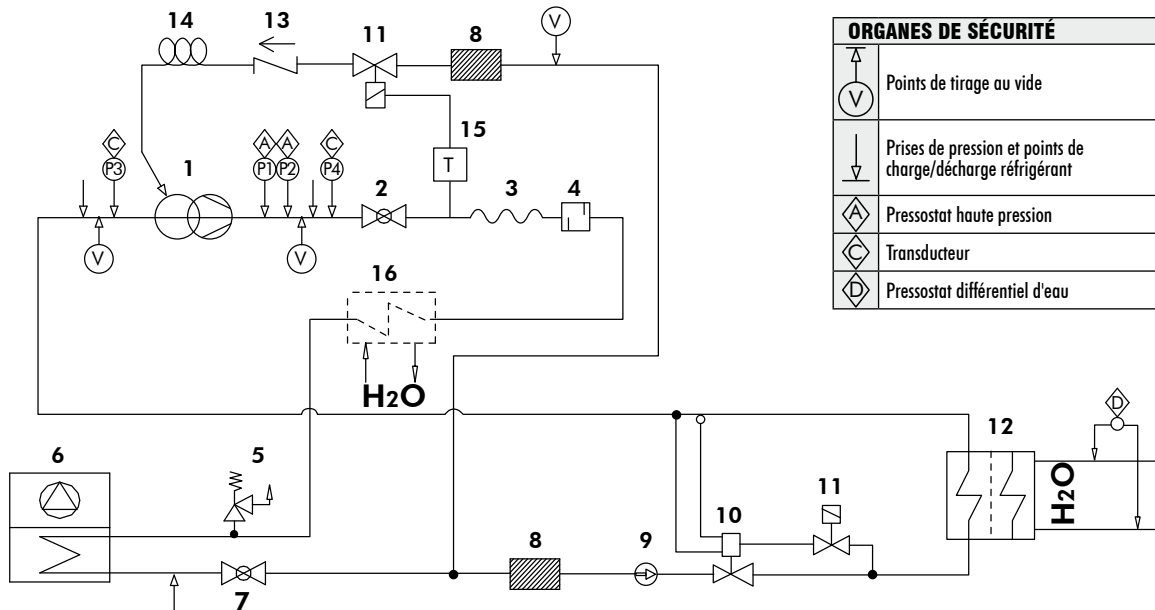 14
13
11
8
V
ORGANES DE SÉCURITÉ
V
Points de tirage au vide
Prises de pression et points de
charge/décharge réfrigérant
A
Pressostat haute pression
C
Transducteur
D
Pressostat différentiel d'eau
15
T
C
P3
1
A
P1
A
P2
C
P4
2
3
4
V
V
16
H2O
6
5
7
8
9
10
11
12
H2O
D